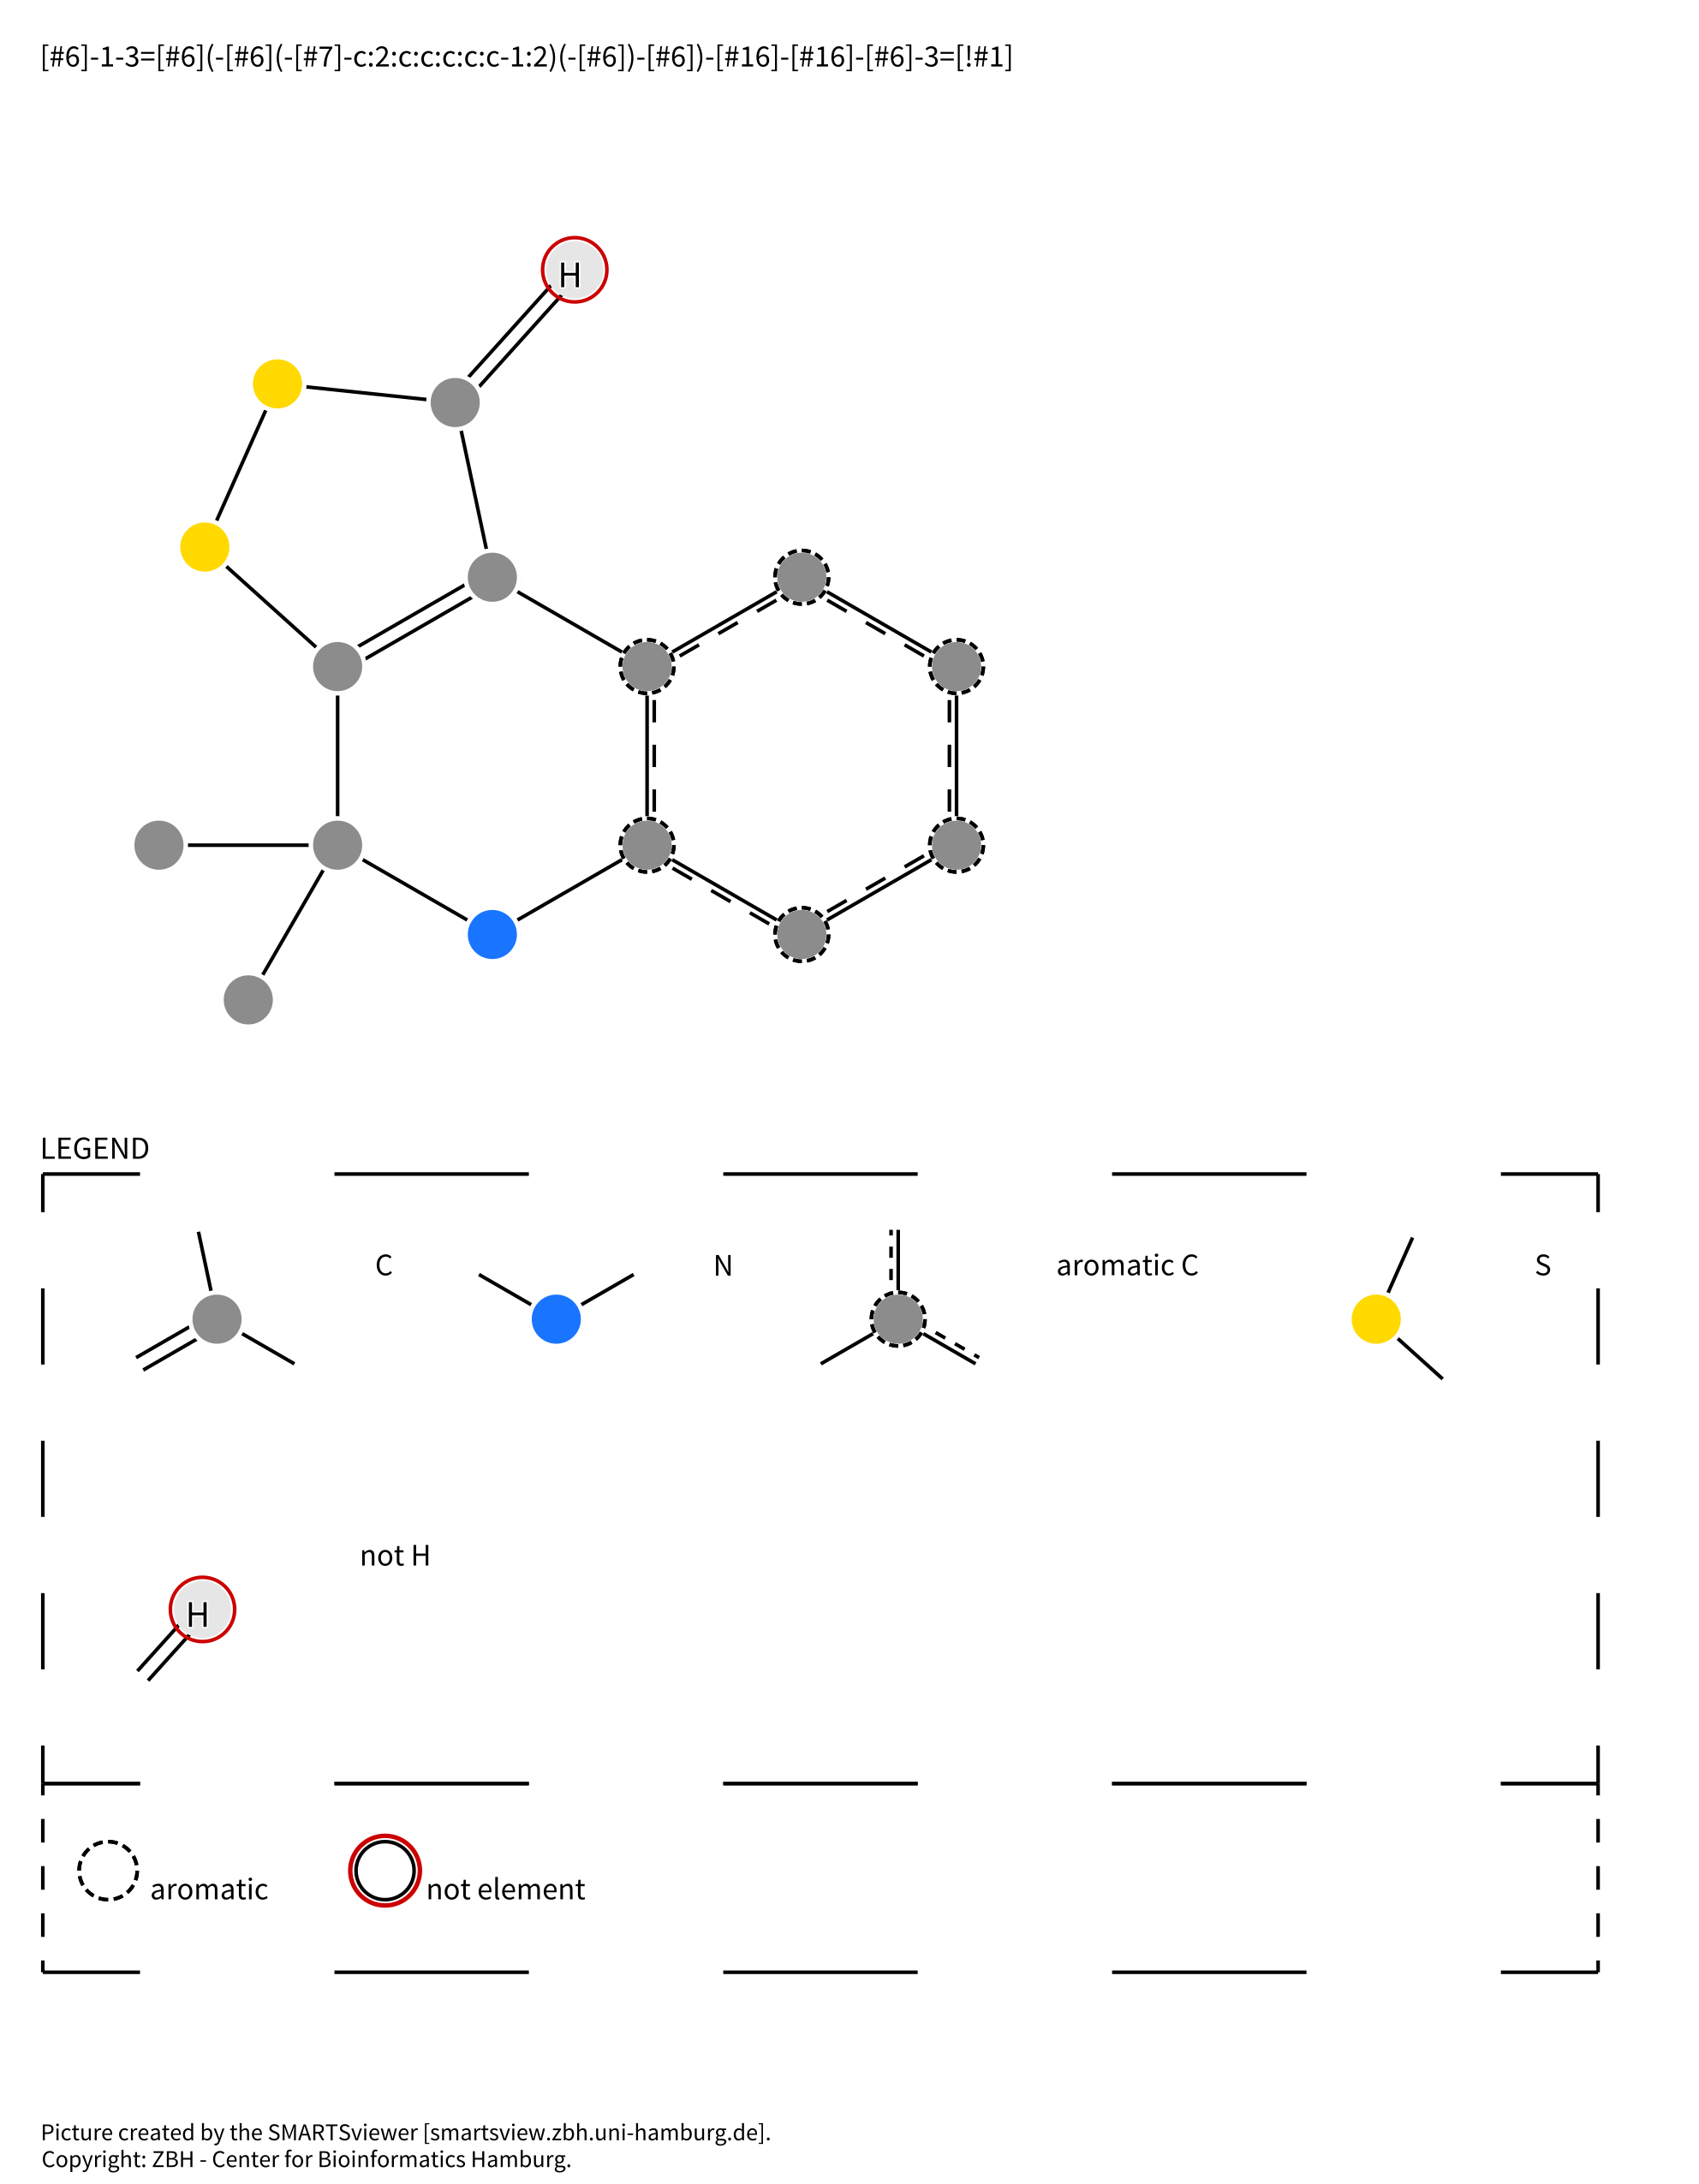 [#6]-1-3=[#6](-[#6](-[#7]-c:2:c:c:c:c:c-1:2)(-[#6])-[#6])-[#16]-[#16]-[#6]-3=[!#1]
H
LEGEND
C
N
aromatic C
S
not H
H
aromatic
not element
Picture created by the SMARTSviewer [smartsview.zbh.uni-hamburg.de].
Copyright: ZBH - Center for Bioinformatics Hamburg.